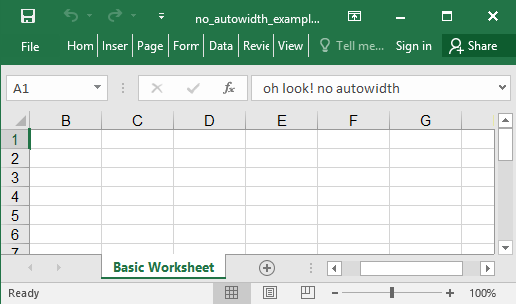 no_autowidth_exampl...
File Hom Inser Page Form Data Revie View Tell me... Sign in Share
A1 fx oh look! no autowidth
B C D E F G
1
2
3
4
5
6
7
Basic Worksheet
Ready 100%